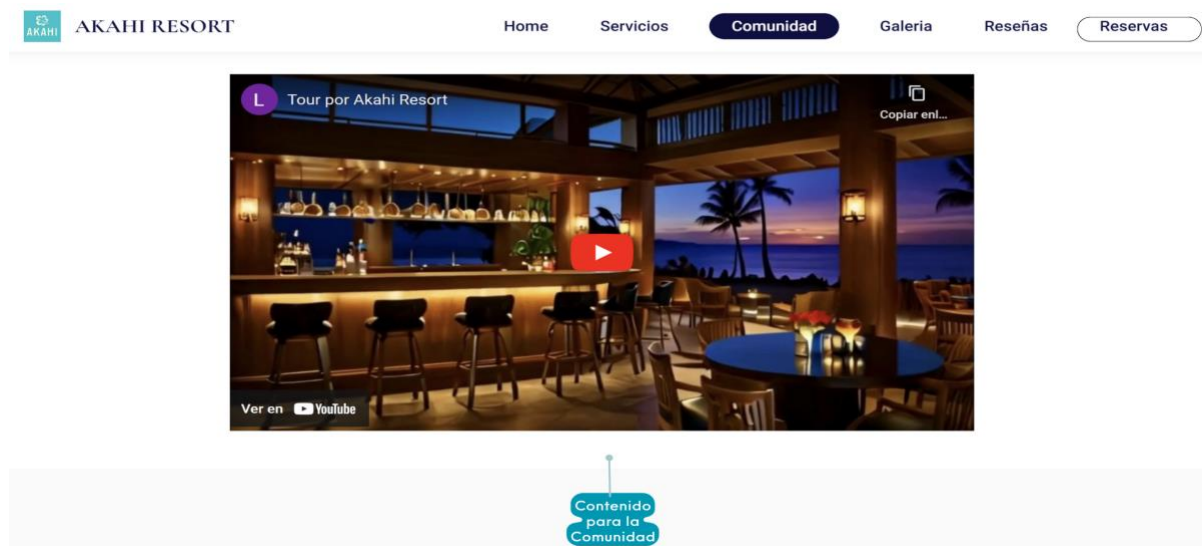 AKAHI
AKAHI RESORT
Home
Servicios
Comunidad
Galeria
Reseñas
Reservas
L
Tour por Akahi Resort
Copiar enl...
Ver en YouTube
Contenido
para la
Comunidad